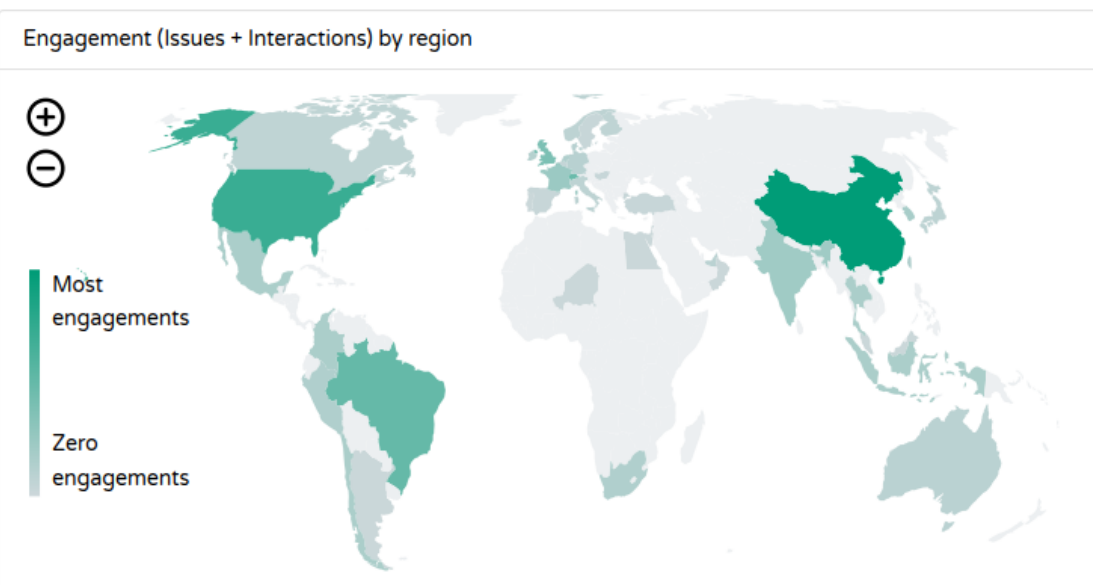 Engagement (Issues + Interactions) by region
Most
engagements
Zero
engagements